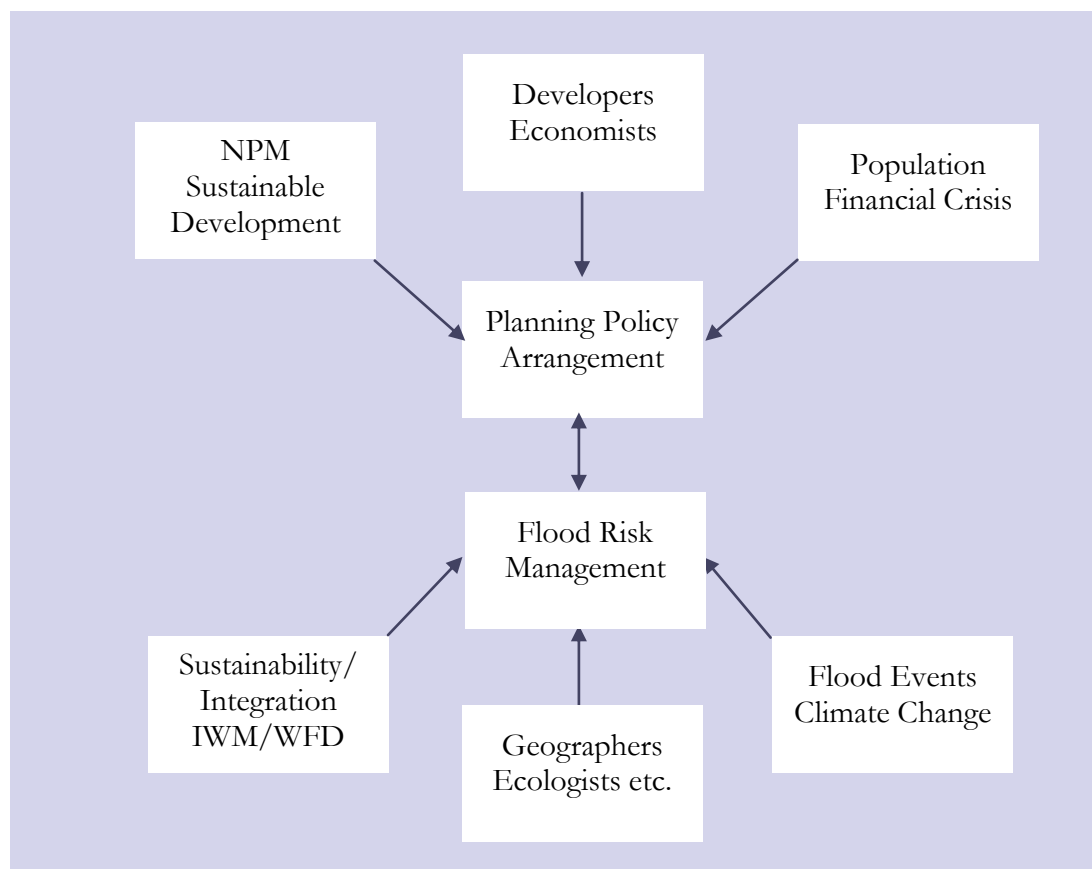 Developers
Economists
NPM
Sustainable
Development
Population
Financial Crisis
Planning Policy
Arrangement
Flood Risk
Management
Sustainability/
Integration
IWM/WFD
Flood Events
Climate Change
Geographers
Ecologists etc.